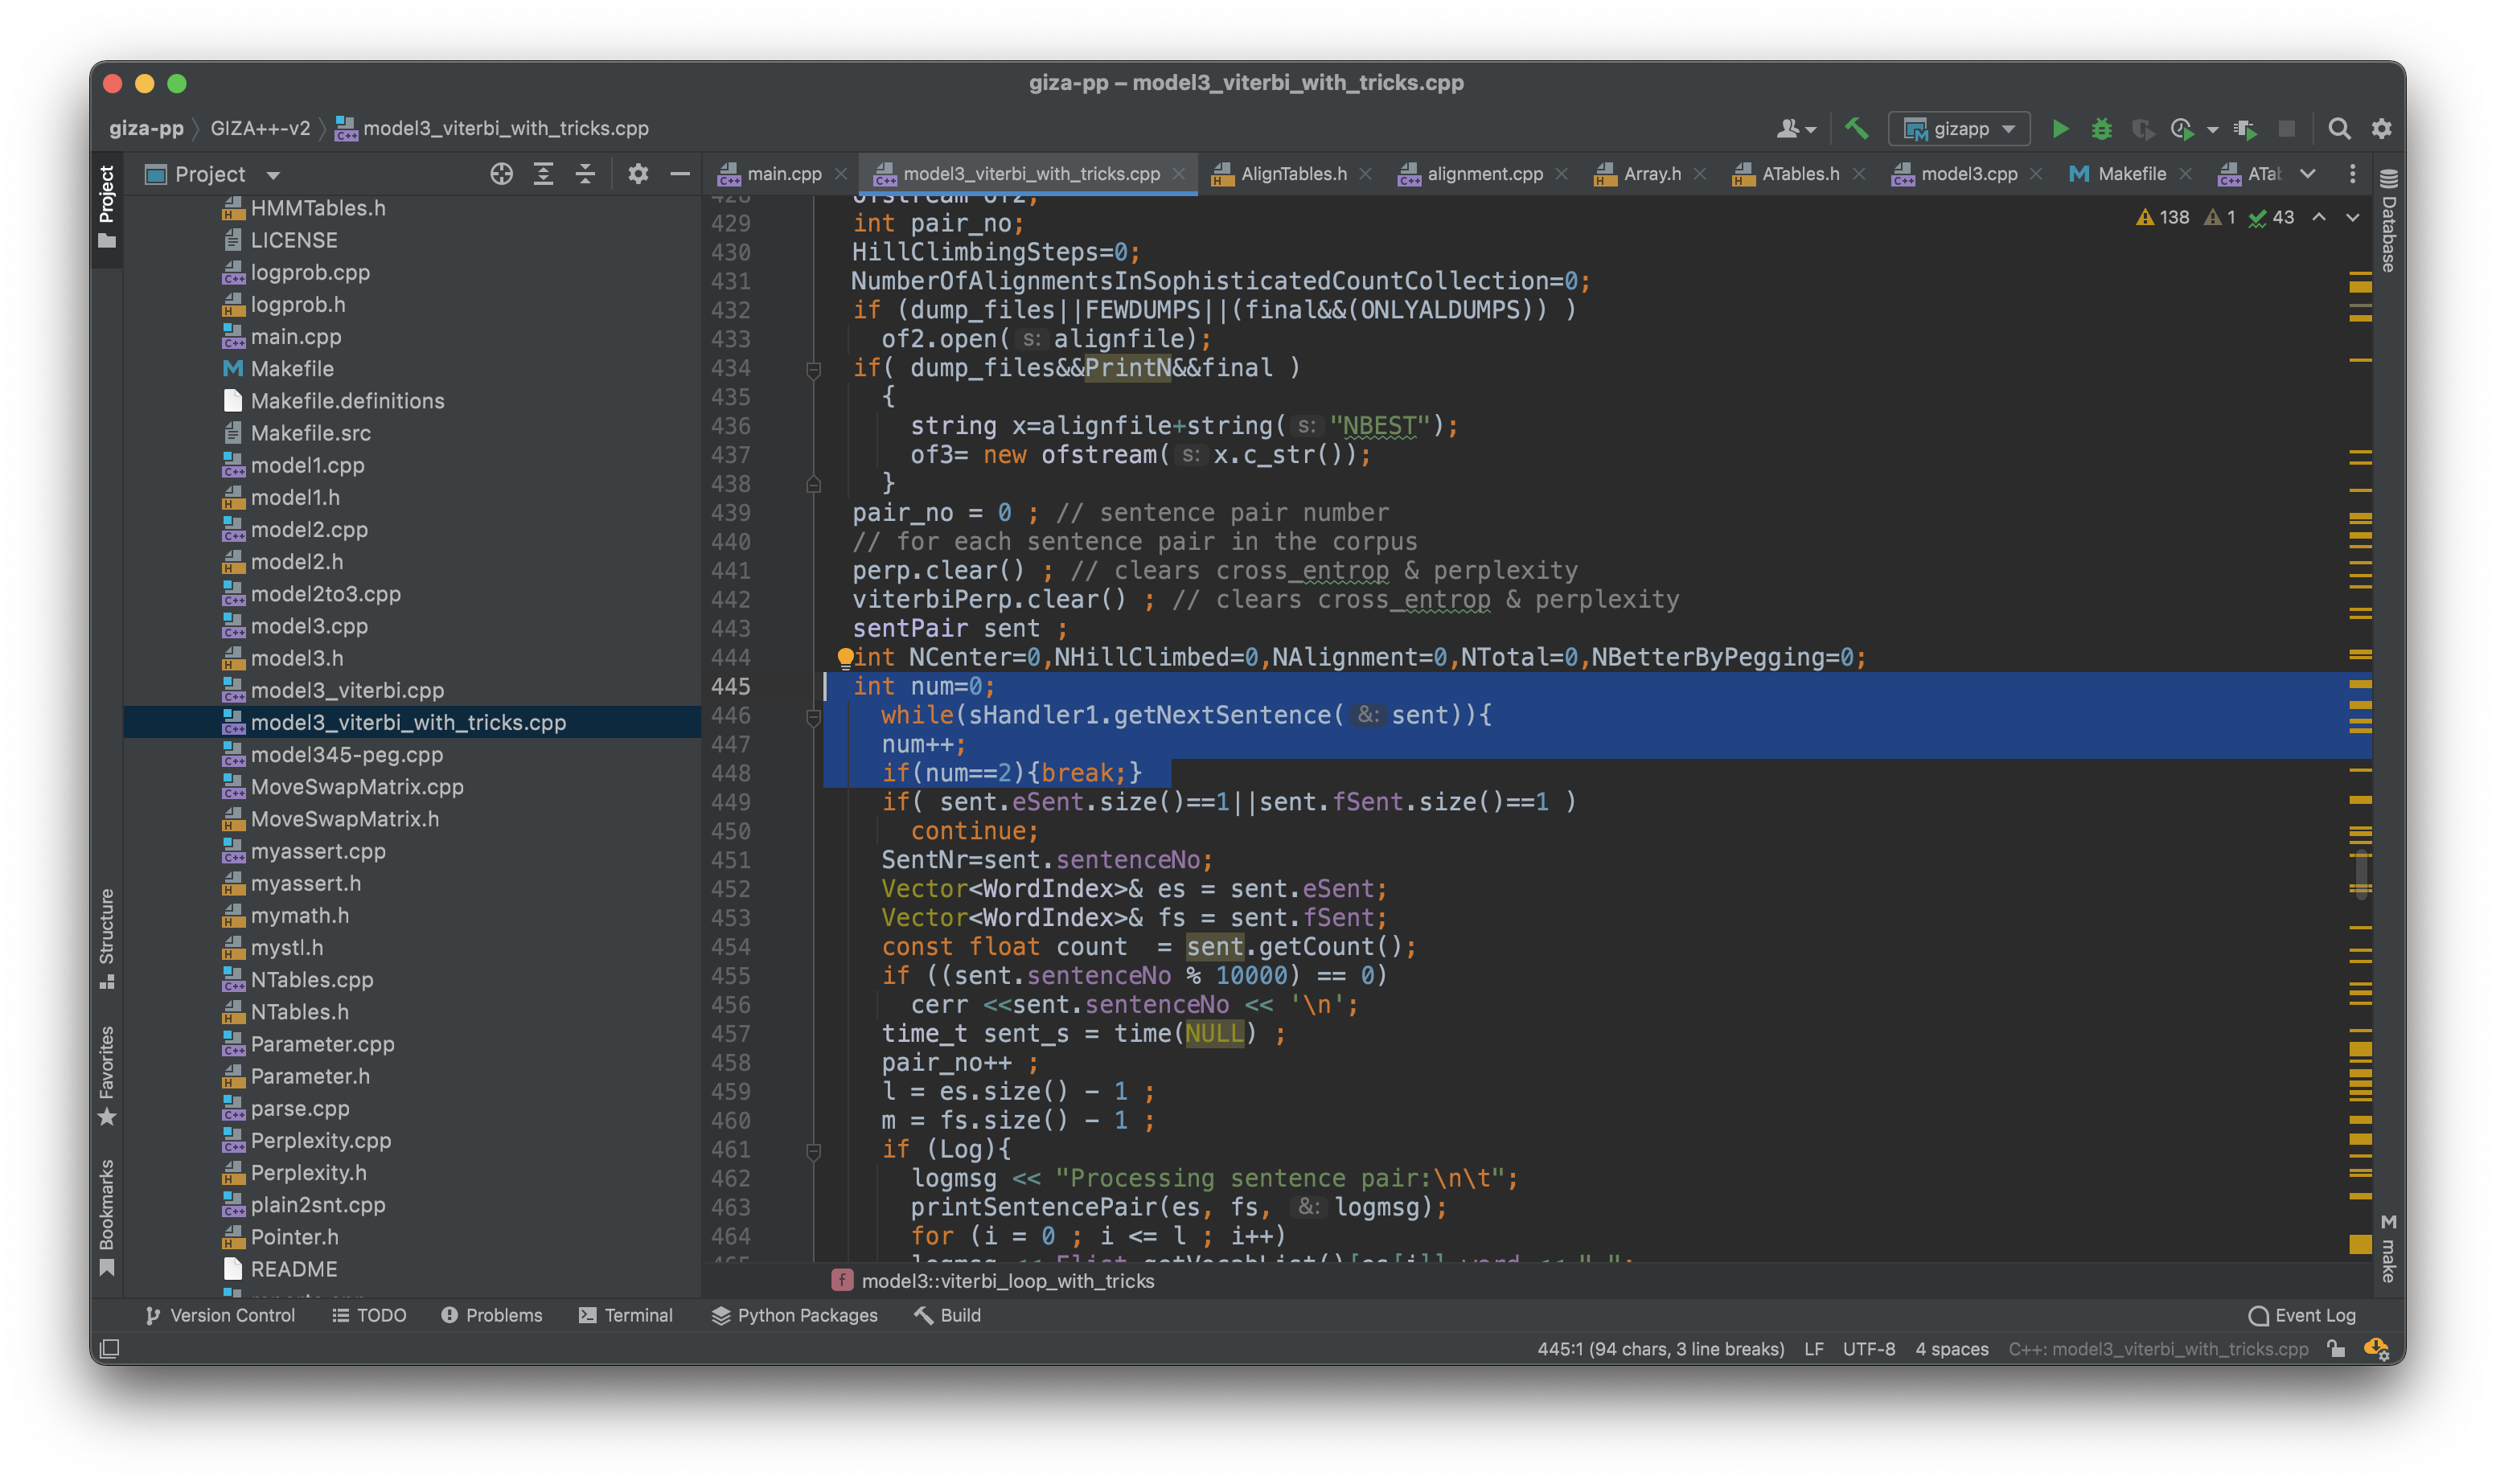 giza-pp – model3_viterbi_with_tricks.cpp
giza-pp GIZA++-v2 model3_viterbi_with_tricks.cpp gizapp
Project
Project
main.cpp model3_viterbi_with_tricks.cpp AlignTables.h alignment.cpp Array.h ATables.h model3.cpp Makefile
HMMTables.h
LICENSE
logprob.cpp
logprob.h
main.cpp
Makefile
Makefile.definitions
Makefile.src
model1.cpp
model1.h
model2.cpp
model2.h
model2to3.cpp
model3.cpp
model3.h
model3_viterbi.cpp
model3_viterbi_with_tricks.cpp
model345-peg.cpp
MoveSwapMatrix.cpp
MoveSwapMatrix.h
myassert.cpp
myassert.h
mymath.h
mystl.h
NTables.cpp
NTables.h
Parameter.cpp
Parameter.h
parse.cpp
Perplexity.cpp
Perplexity.h
plain2snt.cpp
Pointer.h
README
Structure
Favorites
Bookmarks
138 1 43
428 ofstream of2;
429 int pair_no;
430 HillClimbingSteps=0;
431 NumberOfAlignmentsInSophisticatedCountCollection=0;
432 if (dump_files||FEWDUMPS||(final&&(ONLYALDUMPS)) )
433 of2.open( s: alignfile);
434 if( dump_files&&PrintN&&final )
435 {
436 string x=alignfile+string( s: "NBEST");
437 of3= new ofstream( s: x.c_str());
438 }
439 pair_no = 0 ; // sentence pair number
440 // for each sentence pair in the corpus
441 perp.clear() ; // clears cross_entrop & perplexity
442 viterbiPerp.clear() ; // clears cross_entrop & perplexity
443 sentPair sent ;
444 int NCenter=0,NHillClimbed=0,NAlignment=0,NTotal=0,NBetterByPegging=0;
445 int num=0;
446 while(sHandler1.getNextSentence( &: sent)){
447 num++;
448 if(num==2){break;}
449 if( sent.eSent.size()==1||sent.fSent.size()==1 )
450 continue;
451 SentNr=sent.sentenceNo;
452 Vector<WordIndex>& es = sent.eSent;
453 Vector<WordIndex>& fs = sent.fSent;
454 const float count  = sent.getCount();
455 if ((sent.sentenceNo % 10000) == 0)
456 cerr <<sent.sentenceNo << '\n';
457 time_t sent_s = time(NULL) ;
458 pair_no++ ;
459 l = es.size() - 1 ;
460 m = fs.size() - 1 ;
461 if (Log){
462 logmsg << "Processing sentence pair:\n\t";
463 printSentencePair(es, fs, &: logmsg);
464 for (i = 0 ; i <= l ; i++)
Database
make
model3::viterbi_loop_with_tricks
Version Control TODO Problems Terminal Python Packages Build Event Log
445:1 (94 chars, 3 line breaks) LF UTF-8 4 spaces C++: model3_viterbi_with_tricks.cpp